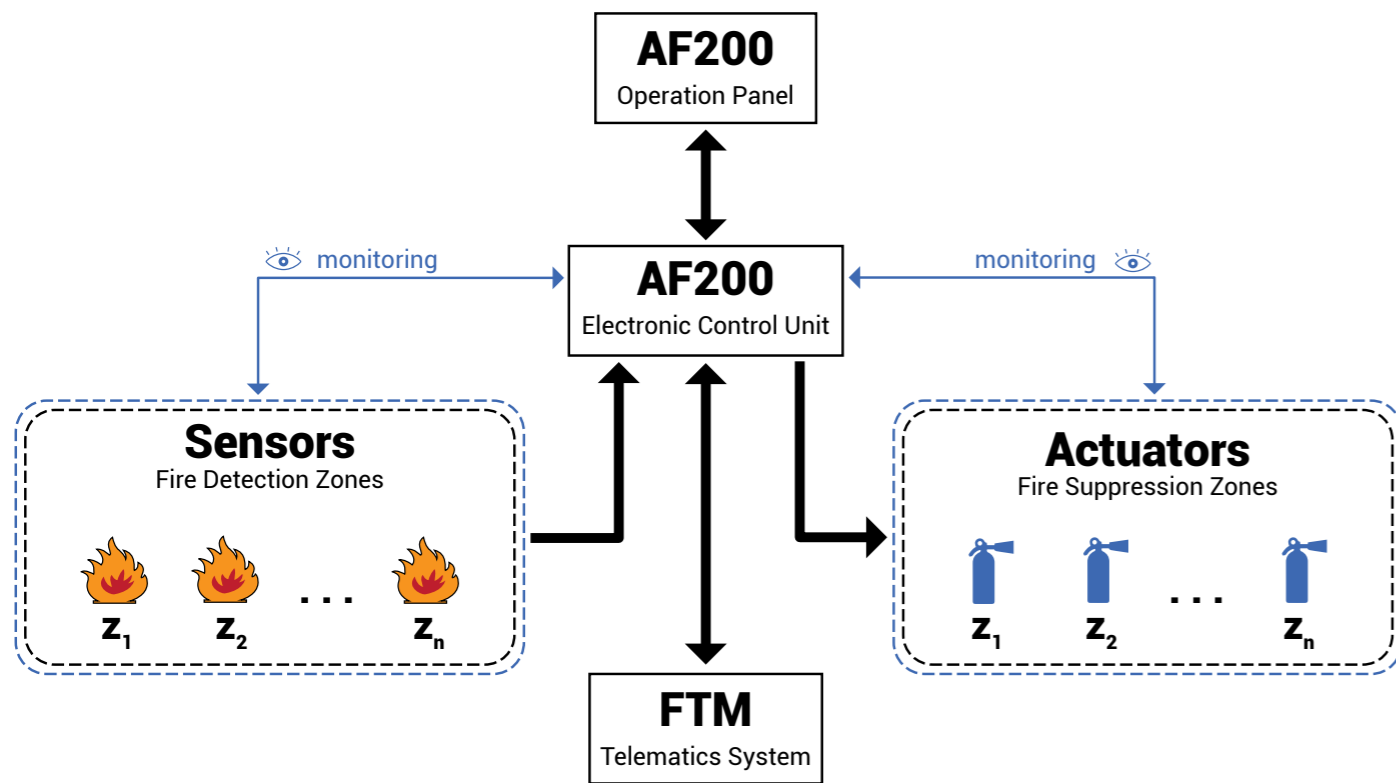 AF200
Operation Panel
monitoring
AF200
Electronic Control Unit
monitoring
Sensors
Fire Detection Zones
. . .
z₁ z₂ zₙ
Actuators
Fire Suppression Zones
. . .
z₁ z₂ zₙ
FTM
Telematics System